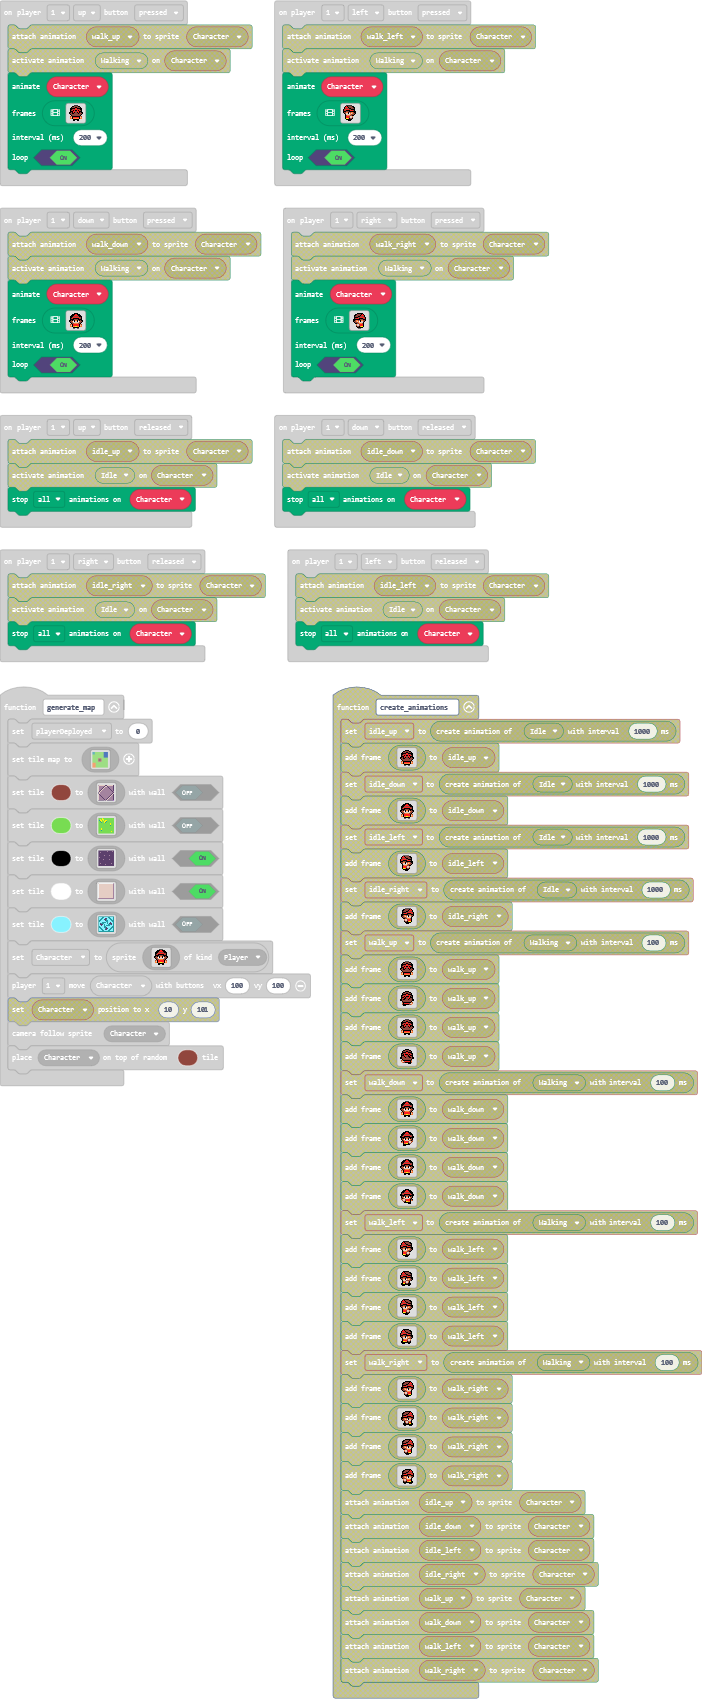 on player 1 up button pressed
attach animation walk_up to sprite Character
activate animation Walking on Character
animate Character
frames
interval (ms) 200
loop ON
on player 1 left button pressed
attach animation walk_left to sprite Character
activate animation Walking on Character
animate Character
frames
interval (ms) 200
loop ON
on player 1 down button pressed
attach animation walk_down to sprite Character
activate animation Walking on Character
animate Character
frames
interval (ms) 200
loop ON
on player 1 right button pressed
attach animation walk_right to sprite Character
activate animation Walking on Character
animate Character
frames
interval (ms) 200
loop ON
on player 1 up button released
attach animation idle_up to sprite Character
activate animation Idle on Character
stop all animations on Character
on player 1 down button released
attach animation idle_down to sprite Character
activate animation Idle on Character
stop all animations on Character
on player 1 right button released
attach animation idle_right to sprite Character
activate animation Idle on Character
stop all animations on Character
on player 1 left button released
attach animation idle_left to sprite Character
activate animation Idle on Character
stop all animations on Character
function generate_map
set playerDeployed to 0
set tile map to
set tile to with wall OFF
set tile to with wall OFF
set tile to with wall ON
set tile to with wall ON
set tile to with wall OFF
set Character to sprite of kind Player
player 1 move Character with buttons vx 100 vy 100
set Character position to x 10 y 101
camera follow sprite Character
place Character on top of random tile
function create_animations
set idle_up to create animation of Idle with interval 1000 ms
add frame to idle_up
set idle_down to create animation of Idle with interval 1000 ms
add frame to idle_down
set idle_left to create animation of Idle with interval 1000 ms
add frame to idle_left
set idle_right to create animation of Idle with interval 1000 ms
add frame to idle_right
set walk_up to create animation of Walking with interval 100 ms
add frame to walk_up
add frame to walk_up
add frame to walk_up
add frame to walk_up
set walk_down to create animation of Walking with interval 100 ms
add frame to walk_down
add frame to walk_down
add frame to walk_down
add frame to walk_down
set walk_left to create animation of Walking with interval 100 ms
add frame to walk_left
add frame to walk_left
add frame to walk_left
add frame to walk_left
set walk_right to create animation of Walking with interval 100 ms
add frame to walk_right
add frame to walk_right
add frame to walk_right
add frame to walk_right
attach animation idle_up to sprite Character
attach animation idle_down to sprite Character
attach animation idle_left to sprite Character
attach animation idle_right to sprite Character
attach animation walk_up to sprite Character
attach animation walk_down to sprite Character
attach animation walk_left to sprite Character
attach animation walk_right to sprite Character